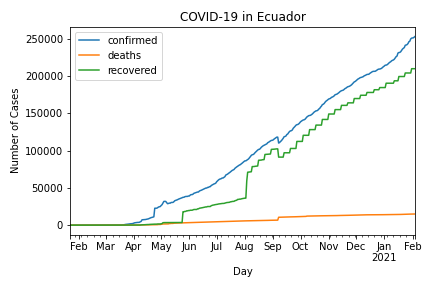 COVID-19 in Ecuador
confirmed
deaths
recovered
250000
200000
150000
100000
50000
0
Number of Cases
Feb Mar Apr May Jun Jul Aug Sep Oct Nov Dec Jan Feb
2021
Day